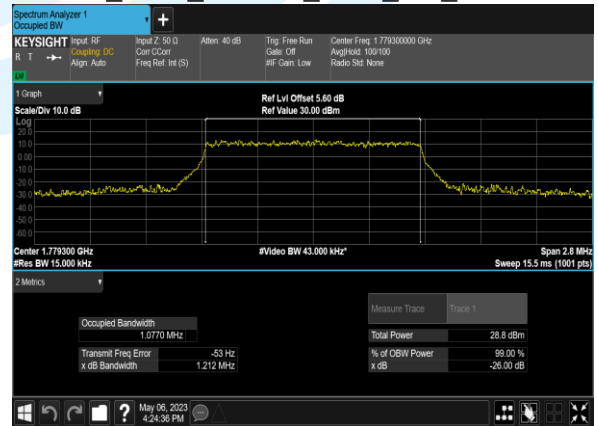 Spectrum Analyzer 1
Occupied BW
KEYSIGHT Input: RF Input Z: 50 Ω Atten: 40 dB Trig: Free Run Center Freq: 1.779300000 GHz
R T Coupling: DC Corr CCorr Gate: Off Avg|Hold: 100/100
Align: Auto Freq Ref: Int (S) #IF Gain: Low Radio Std: None
1 Graph
Ref Lvl Offset 5.60 dB
Scale/Div 10.0 dB Ref Value 30.00 dBm
Log
20.0
10.0
0.00
-10.0
-20.0
-30.0
-40.0
-50.0
-60.0
Center 1.779300 GHz #Video BW 43.000 kHz* Span 2.8 MHz
#Res BW 15.000 kHz Sweep 15.5 ms (1001 pts)
2 Metrics
Measure Trace Trace 1
Occupied Bandwidth
1.0770 MHz Total Power 28.8 dBm
Transmit Freq Error -53 Hz % of OBW Power 99.00 %
x dB Bandwidth 1.212 MHz x dB -26.00 dB
May 06, 2023
4:24:36 PM